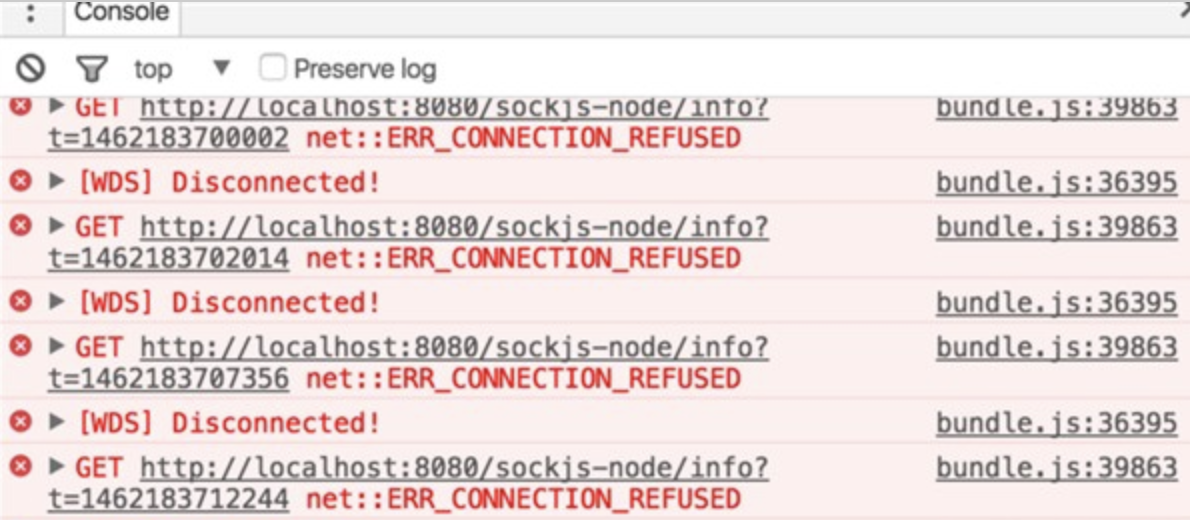 Console
top ▼ Preserve log
GET http://localhost:8080/sockjs-node/info? bundle.js:39863
t=1462183700002 net::ERR_CONNECTION_REFUSED
[WDS] Disconnected! bundle.js:36395
GET http://localhost:8080/sockjs-node/info? bundle.js:39863
t=1462183702014 net::ERR_CONNECTION_REFUSED
[WDS] Disconnected! bundle.js:36395
GET http://localhost:8080/sockjs-node/info? bundle.js:39863
t=1462183707356 net::ERR_CONNECTION_REFUSED
[WDS] Disconnected! bundle.js:36395
GET http://localhost:8080/sockjs-node/info? bundle.js:39863
t=1462183712244 net::ERR_CONNECTION_REFUSED